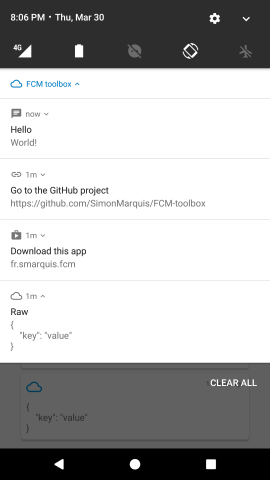 8:06 PM • Thu, Mar 30
4G
FCM toolbox
now
Hello
World!
1m
Go to the GitHub project
https://github.com/SimonMarquis/FCM-toolbox
1m
Download this app
fr.smarquis.fcm
1m
Raw
{
"key": "value"
}
CLEAR ALL
{
"key": "value"
}